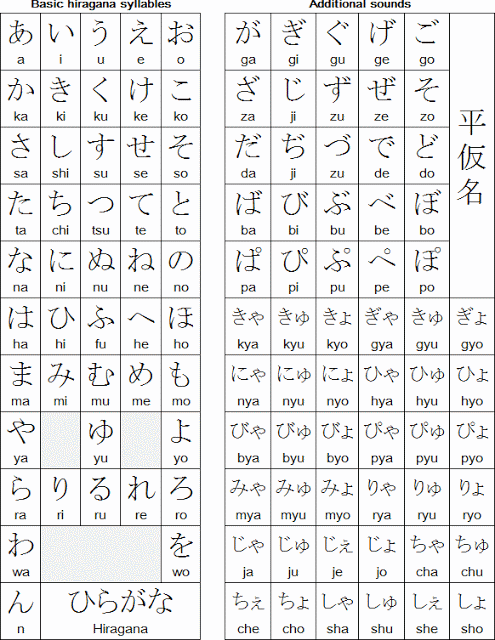 Basic hiragana syllables
あ い う え お
a i u e o
か き く け こ
ka ki ku ke ko
さ し す せ そ
sa shi su se so
た ち つ て と
ta chi tsu te to
な に ぬ ね の
na ni nu ne no
は ひ ふ へ ほ
ha hi fu he ho
ま み む め も
ma mi mu me mo
や ゆ よ
ya yu yo
ら り る れ ろ
ra ri ru re ro
わ を
wa wo
ん ひらがな
n Hiragana
Additional sounds
が ぎ ぐ げ ご
ga gi gu ge go
ざ じ ず ぜ そ
za ji zu ze zo
だ ぢ づ で ど
da ji zu de do
ば び ぶ べ ぼ
ba bi bu be bo
ぱ ぴ ぷ ぺ ぽ
pa pi pu pe po
平仮名
きゃ きゅ きょ ぎゃ ぎゅ ぎょ
kya kyu kyo gya gyu gyo
にゃ にゅ にょ ひゃ ひゅ ひょ
nya nyu nyo hya hyu hyo
びゃ びゅ びょ ぴゃ ぴゅ ぴょ
bya byu byo pya pyu pyo
みゃ みゅ みょ りゃ りゅ りょ
mya myu myo rya ryu ryo
じゃ じゅ じぇ じょ ちゃ ちゅ
ja ju je jo cha chu
ちぇ ちょ しゃ しゅ しぇ しょ
che cho sha shu she sho